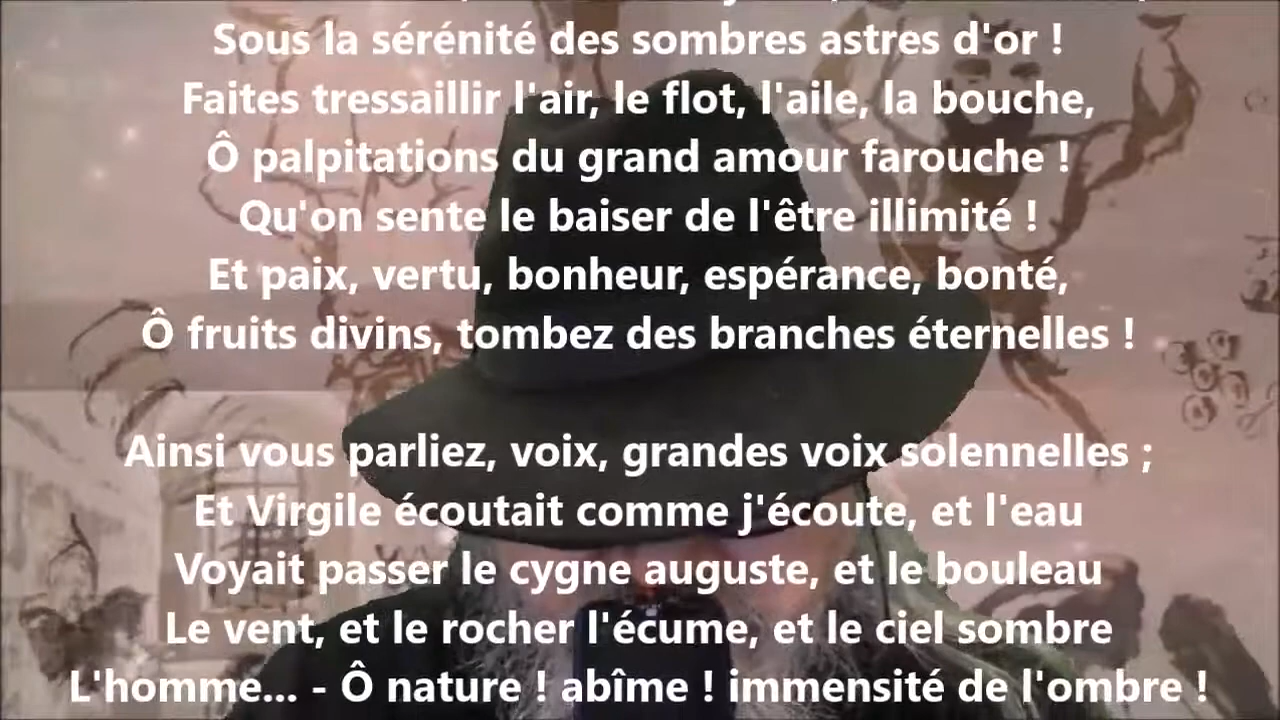 Sous la sérénité des sombres astres d'or !
Faites tressaillir l'air, le flot, l'aile, la bouche,
Ô palpitations du grand amour farouche !
Qu'on sente le baiser de l'être illimité !
Et paix, vertu, bonheur, espérance, bonté,
Ô fruits divins, tombez des branches éternelles !
Ainsi vous parliez, voix, grandes voix solennelles ;
Et Virgile écoutait comme j'écoute, et l'eau
Voyait passer le cygne auguste, et le bouleau
Le vent, et le rocher l'écume, et le ciel sombre
L'homme... - Ô nature ! abîme ! immensité de l'ombre !